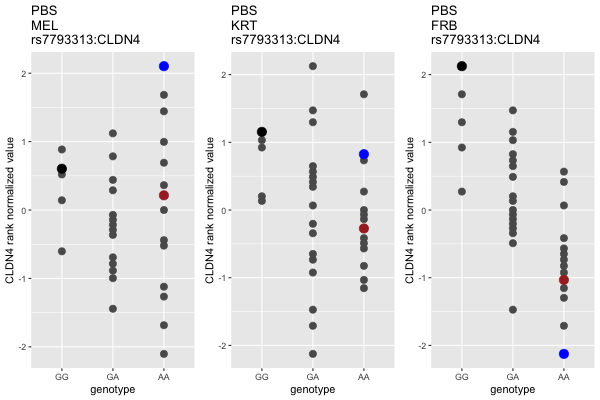 PBS
MEL
rs7793313:CLDN4
CLDN4 rank normalized value
2
1
0
-1
-2
GG GA AA
genotype
PBS
KRT
rs7793313:CLDN4
CLDN4 rank normalized value
2
1
0
-1
-2
GG GA AA
genotype
PBS
FRB
rs7793313:CLDN4
CLDN4 rank normalized value
2
1
0
-1
-2
GG GA AA
genotype